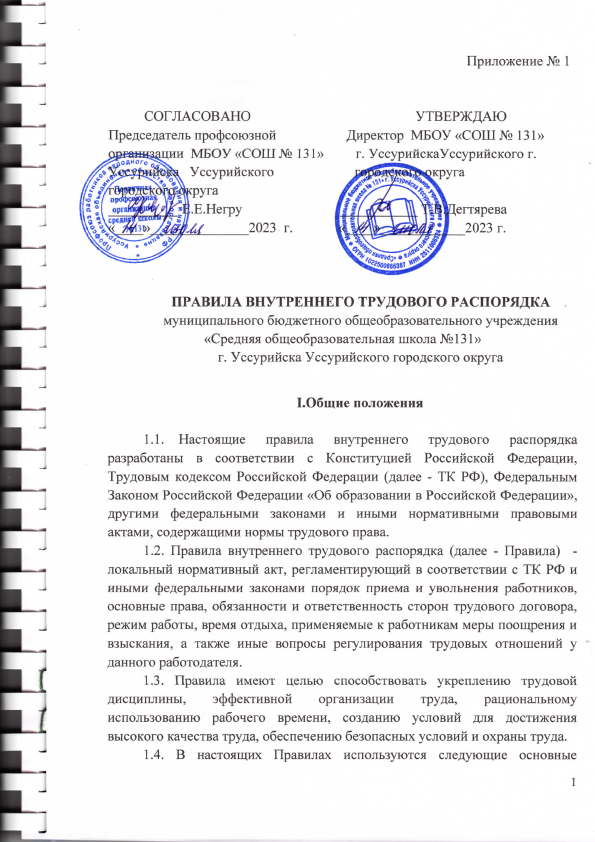 Приложение № 1
СОГЛАСОВАНО
Председатель профсоюзной
организации МБОУ «СОШ № 131»
Уссурийска Уссурийского
городского округа
Е.Е.Негру
« » 2023 г.
УТВЕРЖДАЮ
Директор МБОУ «СОШ № 131»
г. УссурийскаУссурийского г.
городского округа
В.Дегтярева
« » 2023 г.
Первичная
профсоюзная
организация
средней школы
№131
ПРАВИЛА ВНУТРЕННЕГО ТРУДОВОГО РАСПОРЯДКА
муниципального бюджетного общеобразовательного учреждения
«Средняя общеобразовательная школа №131»
г. Уссурийска Уссурийского городского округа
I.Общие положения
1.1. Настоящие правила внутреннего трудового распорядка
разработаны в соответствии с Конституцией Российской Федерации,
Трудовым кодексом Российской Федерации (далее - ТК РФ), Федеральным
Законом Российской Федерации «Об образовании в Российской Федерации»,
другими федеральными законами и иными нормативными правовыми
актами, содержащими нормы трудового права.
1.2. Правила внутреннего трудового распорядка (далее - Правила) -
локальный нормативный акт, регламентирующий в соответствии с ТК РФ и
иными федеральными законами порядок приема и увольнения работников,
основные права, обязанности и ответственность сторон трудового договора,
режим работы, время отдыха, применяемые к работникам меры поощрения и
взыскания, а также иные вопросы регулирования трудовых отношений у
данного работодателя.
1.3. Правила имеют целью способствовать укреплению трудовой
дисциплины, эффективной организации труда, рациональному
использованию рабочего времени, созданию условий для достижения
высокого качества труда, обеспечению безопасных условий и охраны труда.
1.4. В настоящих Правилах используются следующие основные
1